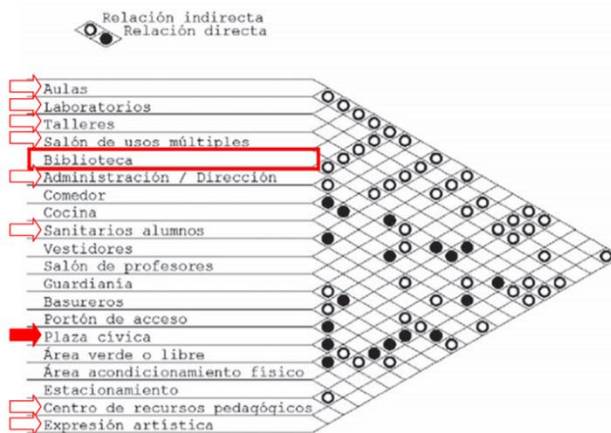 Relación indirecta
Relación directa
Aulas
Laboratorios
Talleres
Salón de usos múltiples
Biblioteca
Administración / Dirección
Comedor
Cocina
Sanitarios alumnos
Vestidores
Salón de profesores
Guardianía
Basureros
Portón de acceso
Plaza cívica
Área verde o libre
Área acondicionamiento físico
Estacionamiento
Centro de recursos pedagógicos
Expresión artística